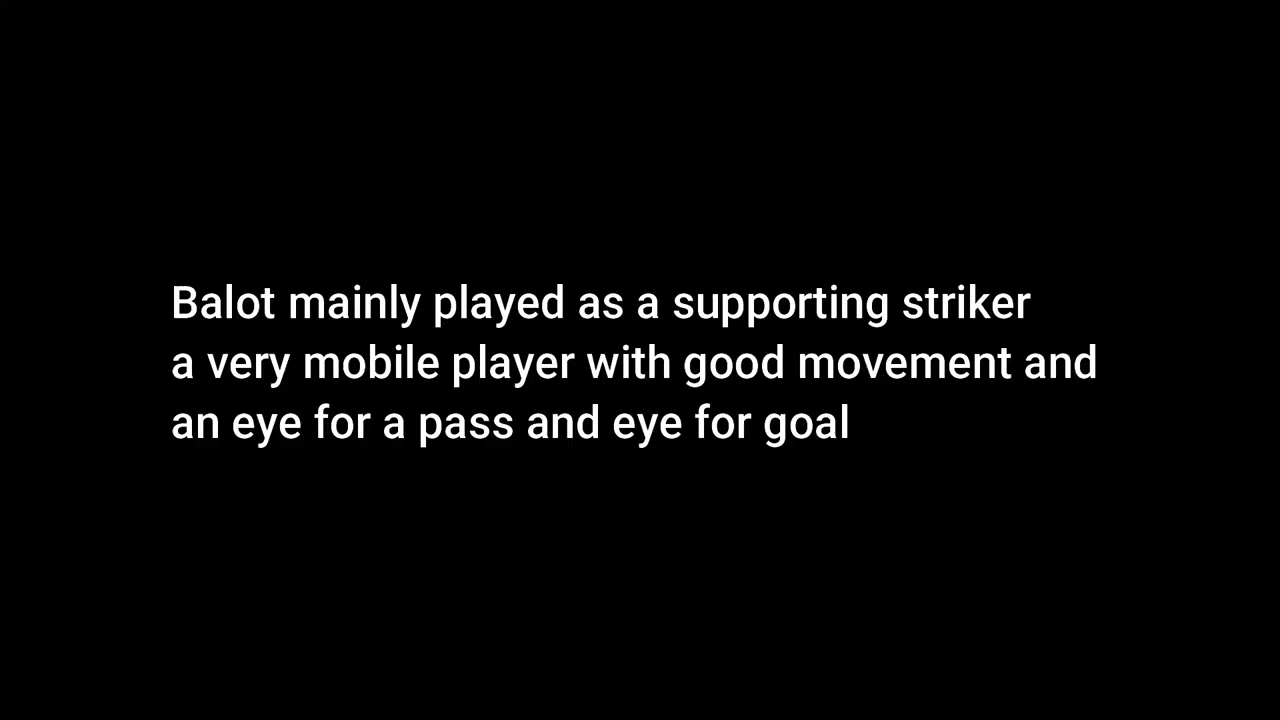 Balot mainly played as a supporting striker
a very mobile player with good movement and
an eye for a pass and eye for goal